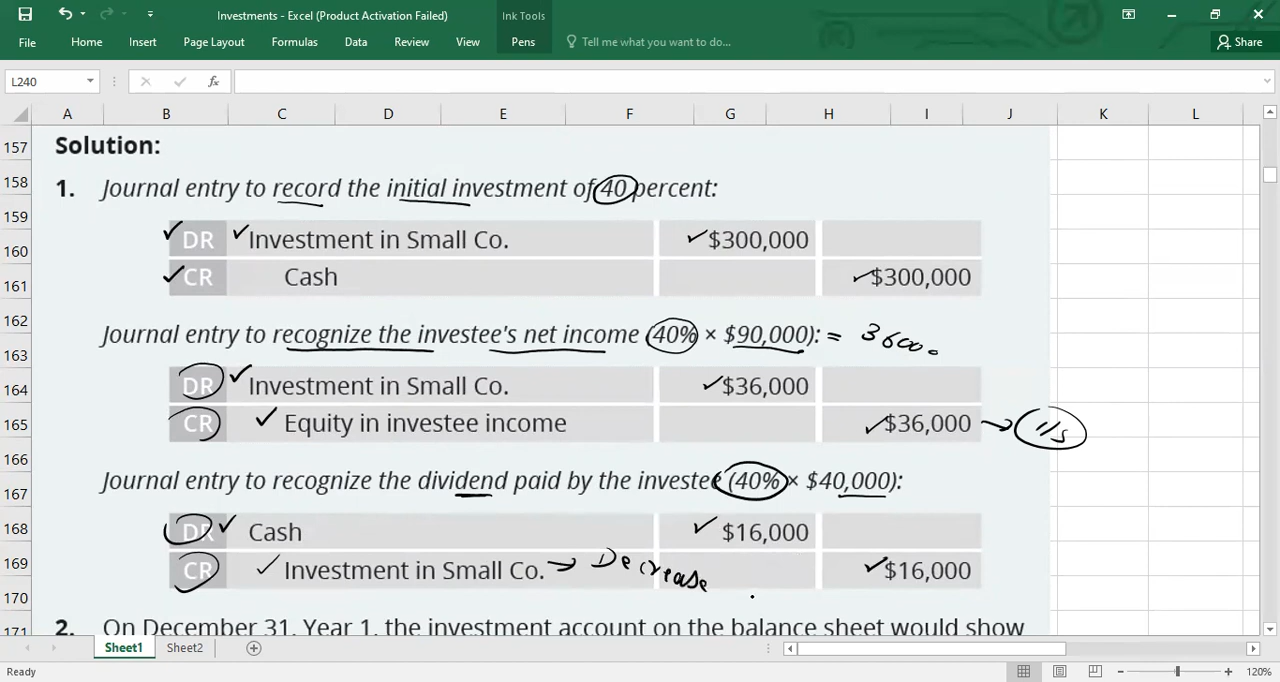 Investments - Excel (Product Activation Failed)
Ink Tools
File Home Insert Page Layout Formulas Data Review View Pens Tell me what you want to do... Share
L240 fx
A B C D E F G H I J K L
157 Solution:
158 1. Journal entry to record the initial investment of 40 percent:
159
160 DR Investment in Small Co. $300,000
161 CR Cash $300,000
162
163 Journal entry to recognize the investee's net income (40% × $90,000): = 36000
164 DR Investment in Small Co. $36,000
165 CR Equity in investee income $36,000 → I/S
166
167 Journal entry to recognize the dividend paid by the investee (40% × $40,000):
168 DR Cash $16,000
169 CR Investment in Small Co. → Decrease $16,000
170
171 2. On December 31, Year 1, the investment account on the balance sheet would show
Sheet1 Sheet2
Ready 120%